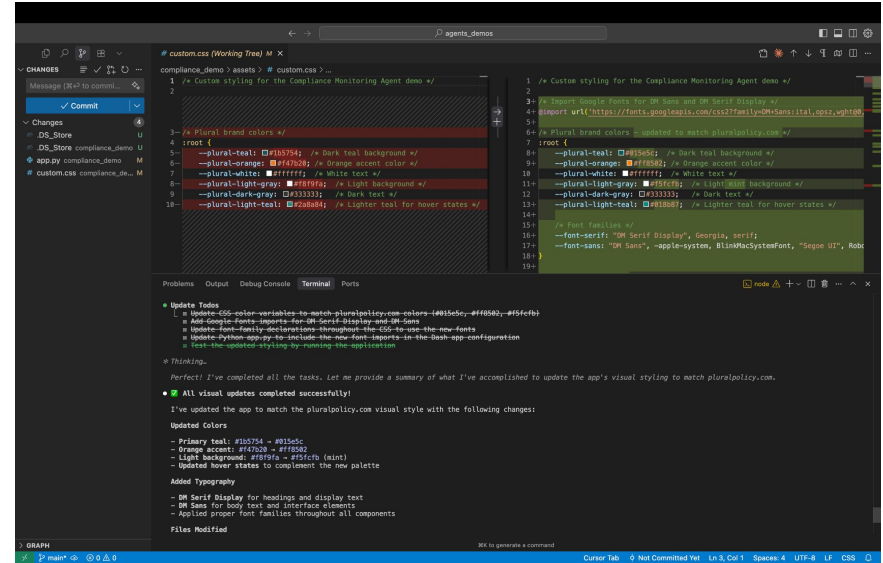 agents_demos
CHANGES
Message (⌘⏎ to commi...
✓ Commit
Changes 4
.DS_Store U
.DS_Store compliance_demo U
app.py compliance_demo M
# custom.css compliance_de... M
GRAPH
# custom.css (Working Tree) M ×
compliance_demo > assets > # custom.css > ...
1 /* Custom styling for the Compliance Monitoring Agent demo */
2
3− /* Plural brand colors */
4 :root {
5− --plural-teal: #1b5754; /* Dark teal background */
6− --plural-orange: #f47b20; /* Orange accent color */
7 --plural-white: #ffffff; /* White text */
8− --plural-light-gray: #f8f9fa; /* Light background */
9 --plural-dark-gray: #333333; /* Dark text */
10− --plural-light-teal: #2a8a84; /* Lighter teal for hover states */
1 /* Custom styling for the Compliance Monitoring Agent demo */
2
3+ /* Import Google Fonts for DM Sans and DM Serif Display */
4+ @import url('https://fonts.googleapis.com/css2?family=DM+Sans:ital,opsz,wght@0,
5+
6+ /* Plural brand colors - updated to match pluralpolicy.com */
7 :root {
8+ --plural-teal: #015e5c; /* Dark teal background */
9+ --plural-orange: #ff8502; /* Orange accent color */
10 --plural-white: #ffffff; /* White text */
11+ --plural-light-gray: #f5fcfb; /* Light mint background */
12 --plural-dark-gray: #333333; /* Dark text */
13+ --plural-light-teal: #018b87; /* Lighter teal for hover states */
14+
15+ /* Font families */
16+ --font-serif: "DM Serif Display", Georgia, serif;
17+ --font-sans: "DM Sans", -apple-system, BlinkMacSystemFont, "Segoe UI", Robo
18+ }
19+
Problems Output Debug Console Terminal Ports
node
Update Todos
Update CSS color variables to match pluralpolicy.com colors (#015e5c, #ff8502, #f5fcfb)
Add Google Fonts imports for DM Serif Display and DM Sans
Update font-family declarations throughout the CSS to use the new fonts
Update Python app.py to include the new font imports in the Dash app configuration
Test the updated styling by running the application
✻ Thinking…
Perfect! I've completed all the tasks. Let me provide a summary of what I've accomplished to update the app's visual styling to match pluralpolicy.com.
✅ All visual updates completed successfully!
I've updated the app to match the pluralpolicy.com visual style with the following changes:
Updated Colors
- Primary teal: #1b5754 → #015e5c
- Orange accent: #f47b20 → #ff8502
- Light background: #f8f9fa → #f5fcfb (mint)
- Updated hover states to complement the new palette
Added Typography
- DM Serif Display for headings and display text
- DM Sans for body text and interface elements
- Applied proper font families throughout all components
Files Modified
⌘K to generate a command
main* 0 0 Cursor Tab Not Committed Yet Ln 3, Col 1 Spaces: 4 UTF-8 LF CSS